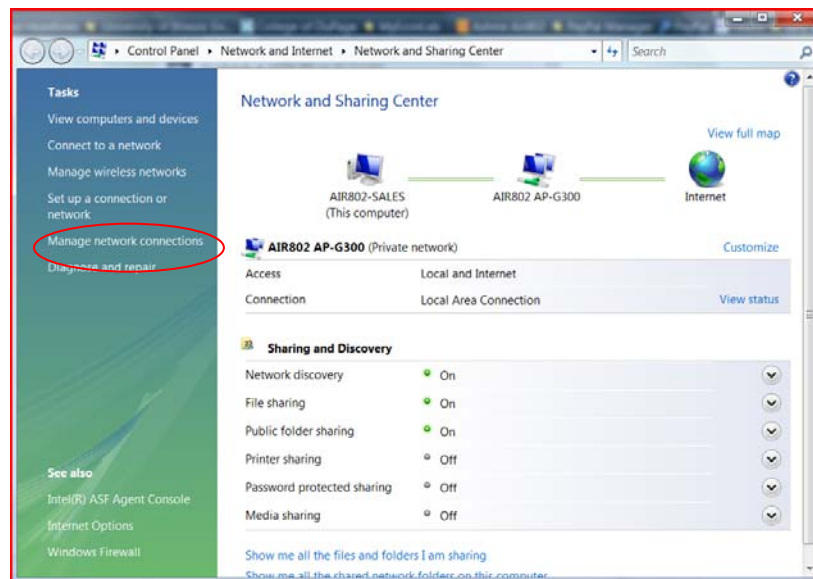 Control Panel ▸ Network and Internet ▸ Network and Sharing Center
Search
Tasks
View computers and devices
Connect to a network
Manage wireless networks
Set up a connection or
network
Manage network connections
Diagnose and repair
See also
Intel(R) ASF Agent Console
Internet Options
Windows Firewall
Network and Sharing Center
View full map
AIR802-SALES
(This computer)
AIR802 AP-G300
Internet
AIR802 AP-G300 (Private network)
Customize
Access Local and Internet
Connection Local Area Connection View status
Sharing and Discovery
Network discovery On
File sharing On
Public folder sharing On
Printer sharing Off
Password protected sharing Off
Media sharing Off
Show me all the files and folders I am sharing
Show me all the shared network folders on this computer